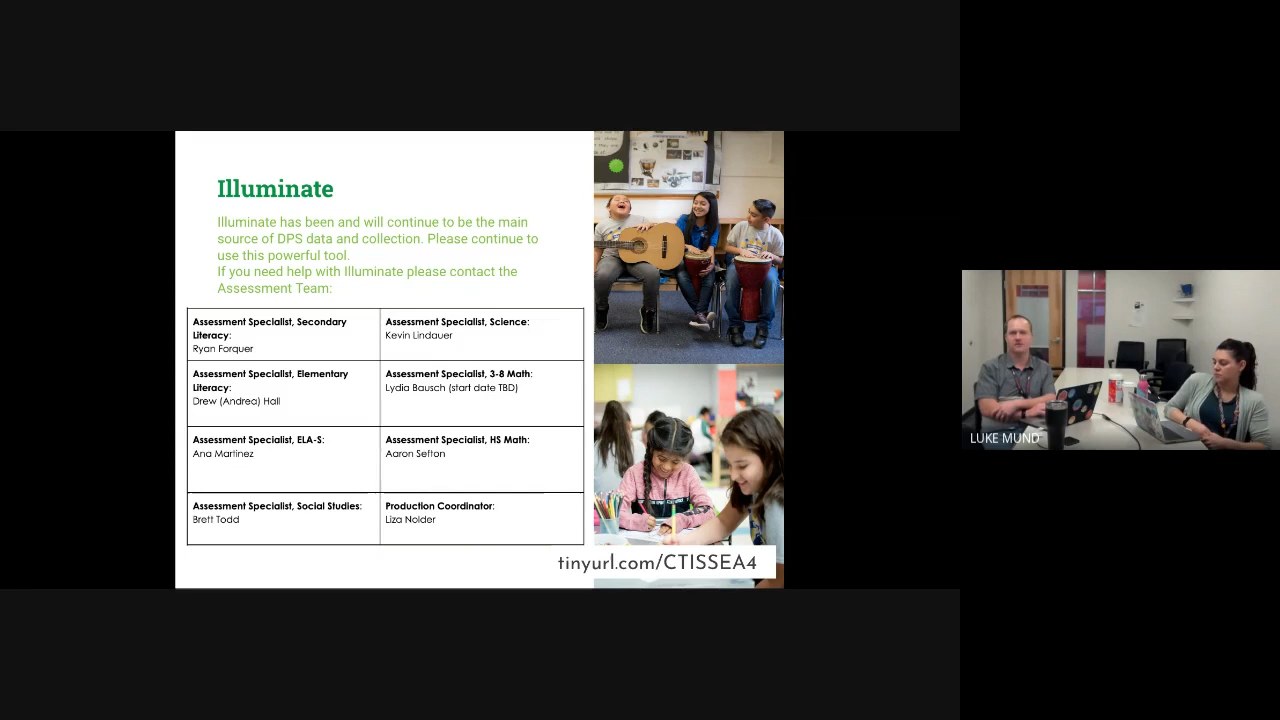 Illuminate
Illuminate has been and will continue to be the main
source of DPS data and collection. Please continue to
use this powerful tool.
If you need help with Illuminate please contact the
Assessment Team:
Assessment Specialist, Secondary
Literacy:
Ryan Forquer
Assessment Specialist, Science:
Kevin Lindauer
Assessment Specialist, Elementary
Literacy:
Drew (Andrea) Hall
Assessment Specialist, 3-8 Math:
Lydia Bausch (start date TBD)
Assessment Specialist, ELA-S:
Ana Martinez
Assessment Specialist, HS Math:
Aaron Sefton
Assessment Specialist, Social Studies:
Brett Todd
Production Coordinator:
Liza Nolder
tinyurl.com/CTISSEA4
LUKE MUND